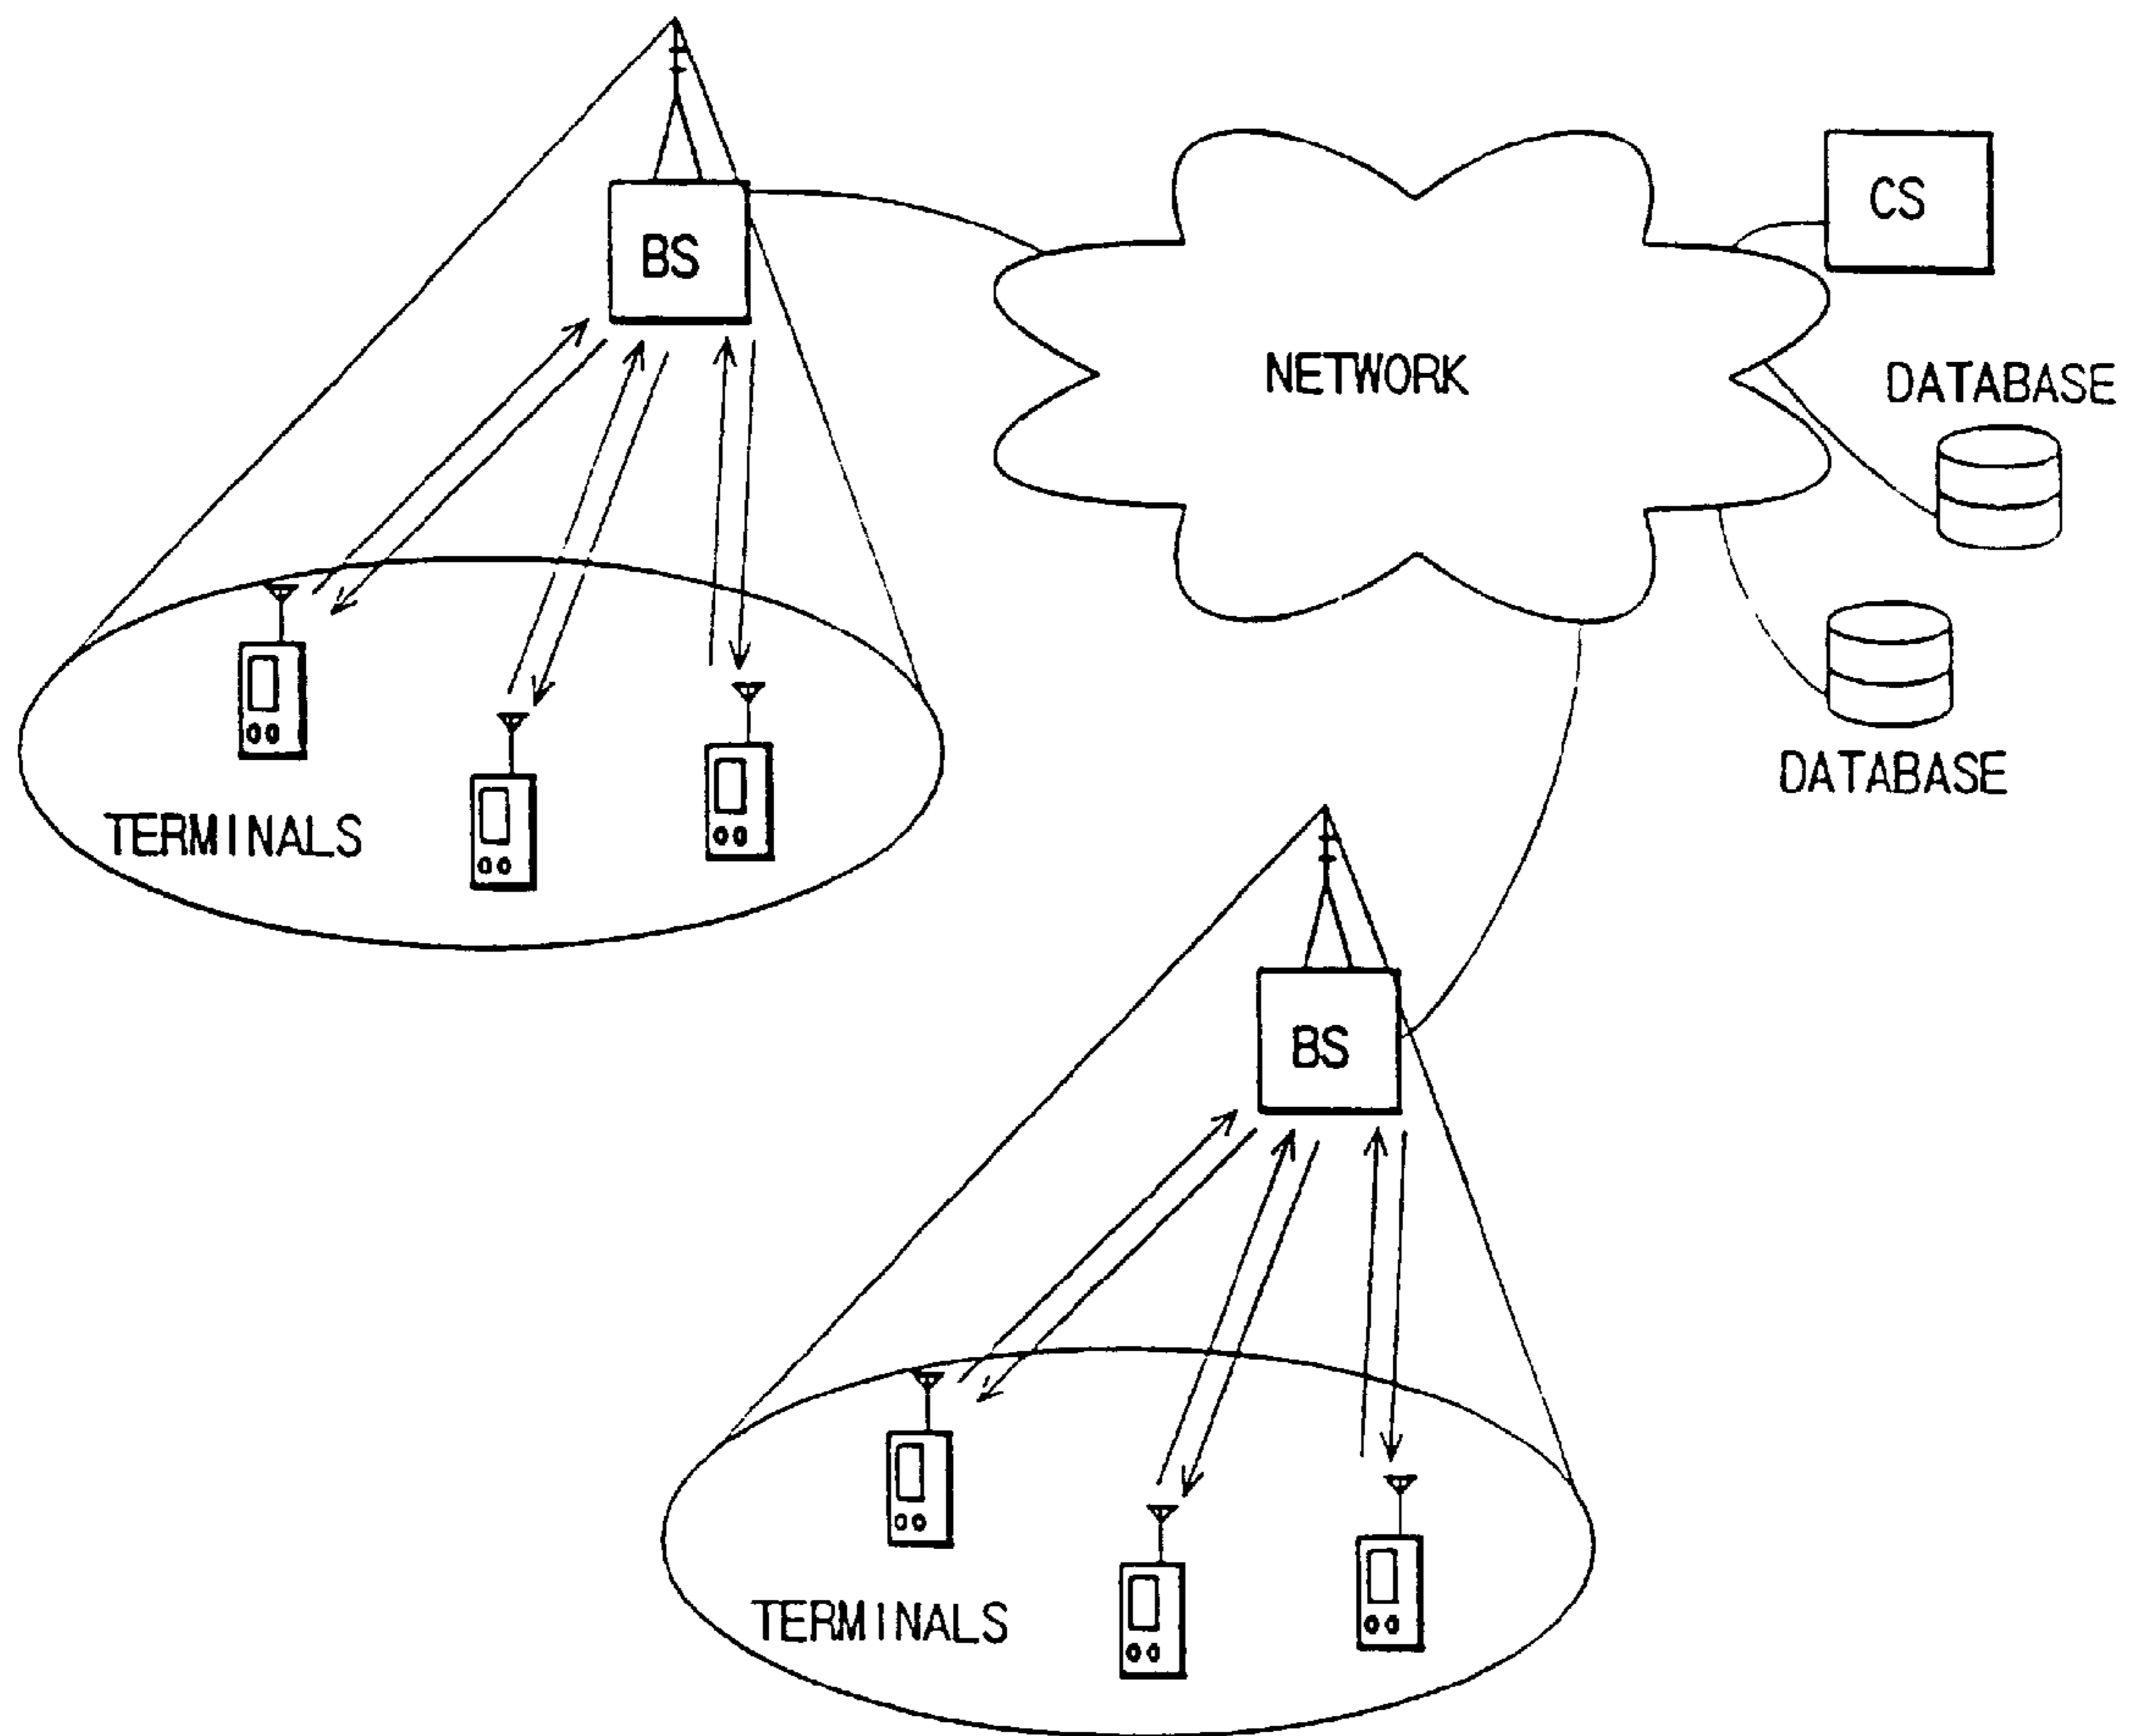 BS
CS
NETWORK
DATABASE
DATABASE
TERMINALS
BS
TERMINALS